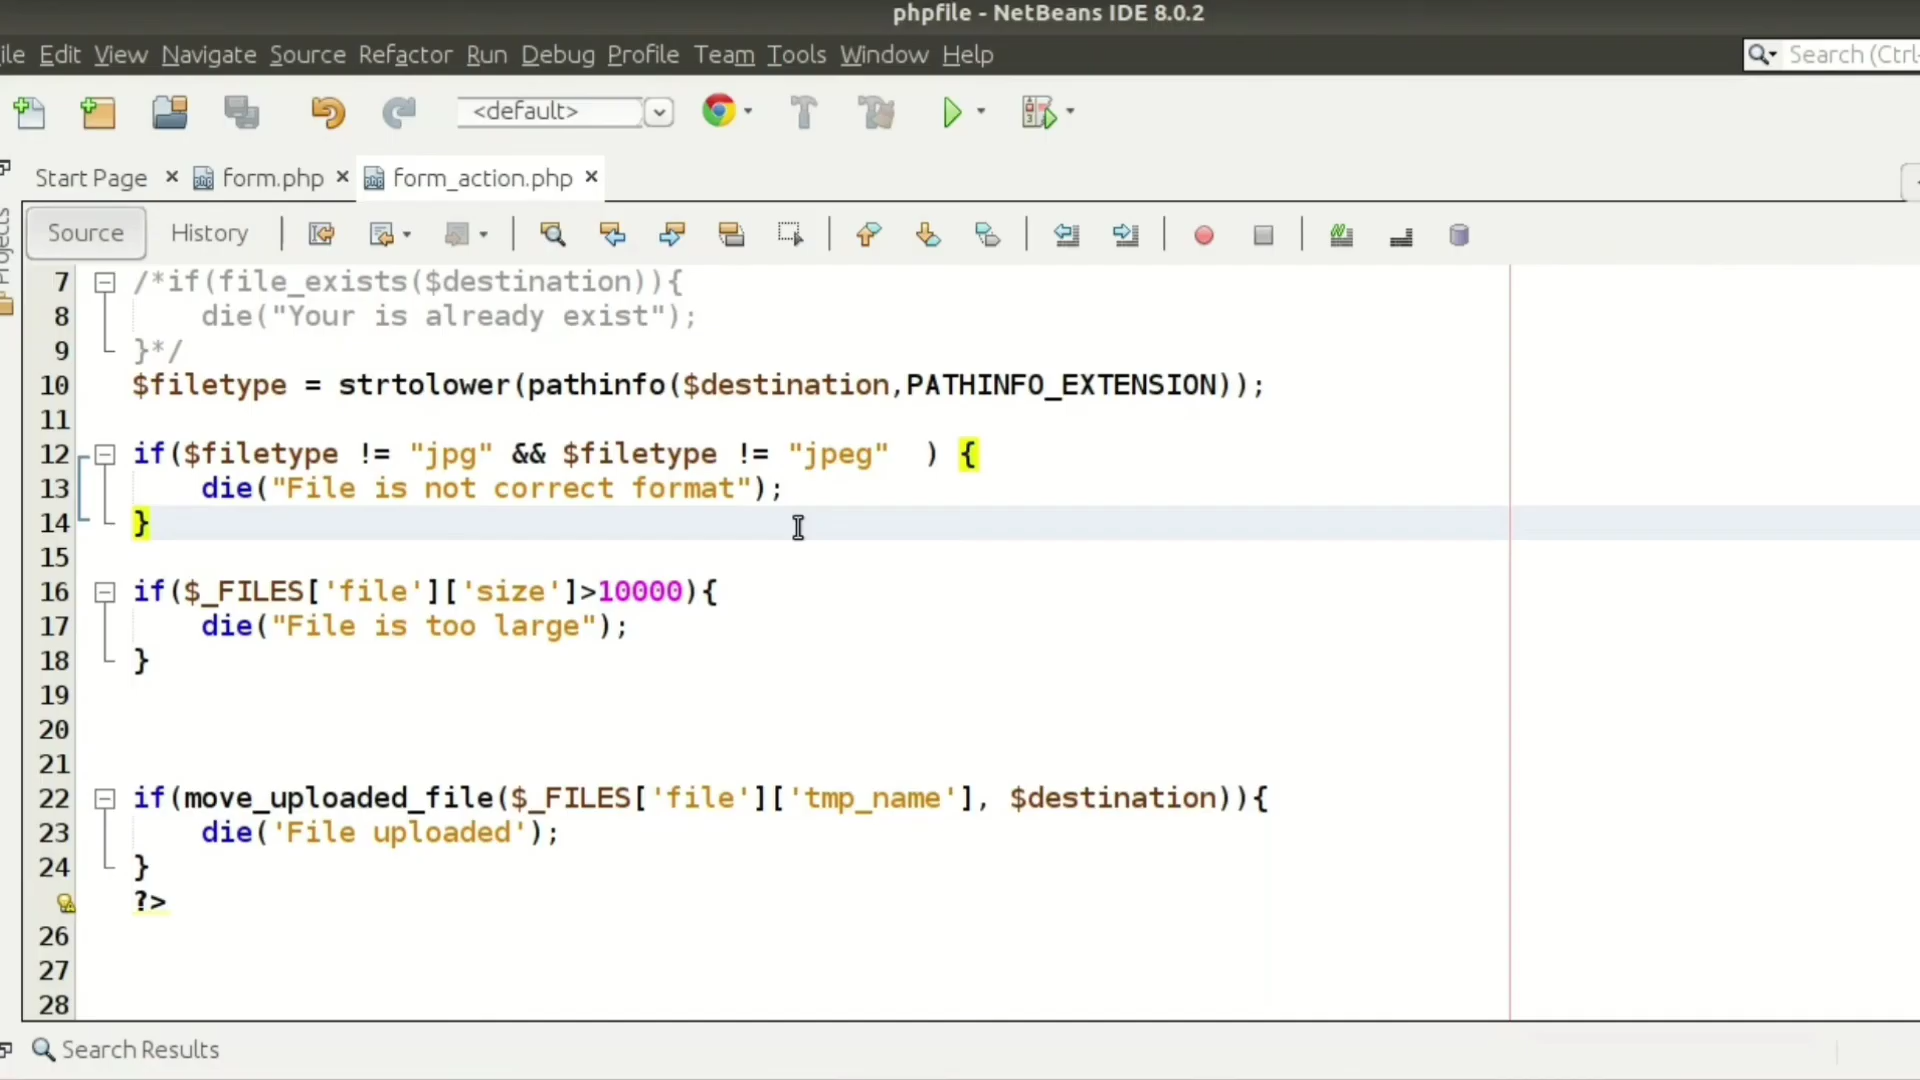 phpfile - NetBeans IDE 8.0.2
ile Edit View Navigate Source Refactor Run Debug Profile Team Tools Window Help
Search (Ctrl-
<default>
Start Page × form.php × form_action.php ×
Projects
Source History
7 /*if(file_exists($destination)){
8 die("Your is already exist");
9 }*/
10 $filetype = strtolower(pathinfo($destination,PATHINFO_EXTENSION));
11
12 if($filetype != "jpg" && $filetype != "jpeg"  ) {
13 die("File is not correct format");
14 }
15
16 if($_FILES['file']['size']>10000){
17 die("File is too large");
18 }
19
20
21
22 if(move_uploaded_file($_FILES['file']['tmp_name'], $destination)){
23 die('File uploaded');
24 }
?>
26
27
28
Search Results